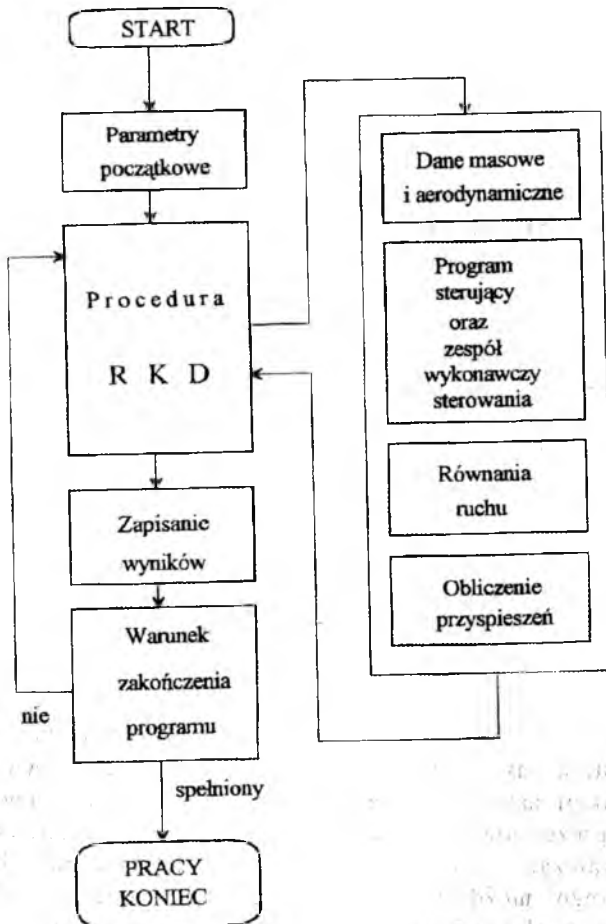 START
Parametry
początkowe
Procedura
R K D
Zapisanie
wyników
Warunek
zakończenia
programu
nie
spełniony
PRACY
KONIEC
Dane masowe
i aerodynamiczne
Program
sterujący
oraz
zespół
wykonawczy
sterowania
Równania
ruchu
Obliczenie
przyspieszeń